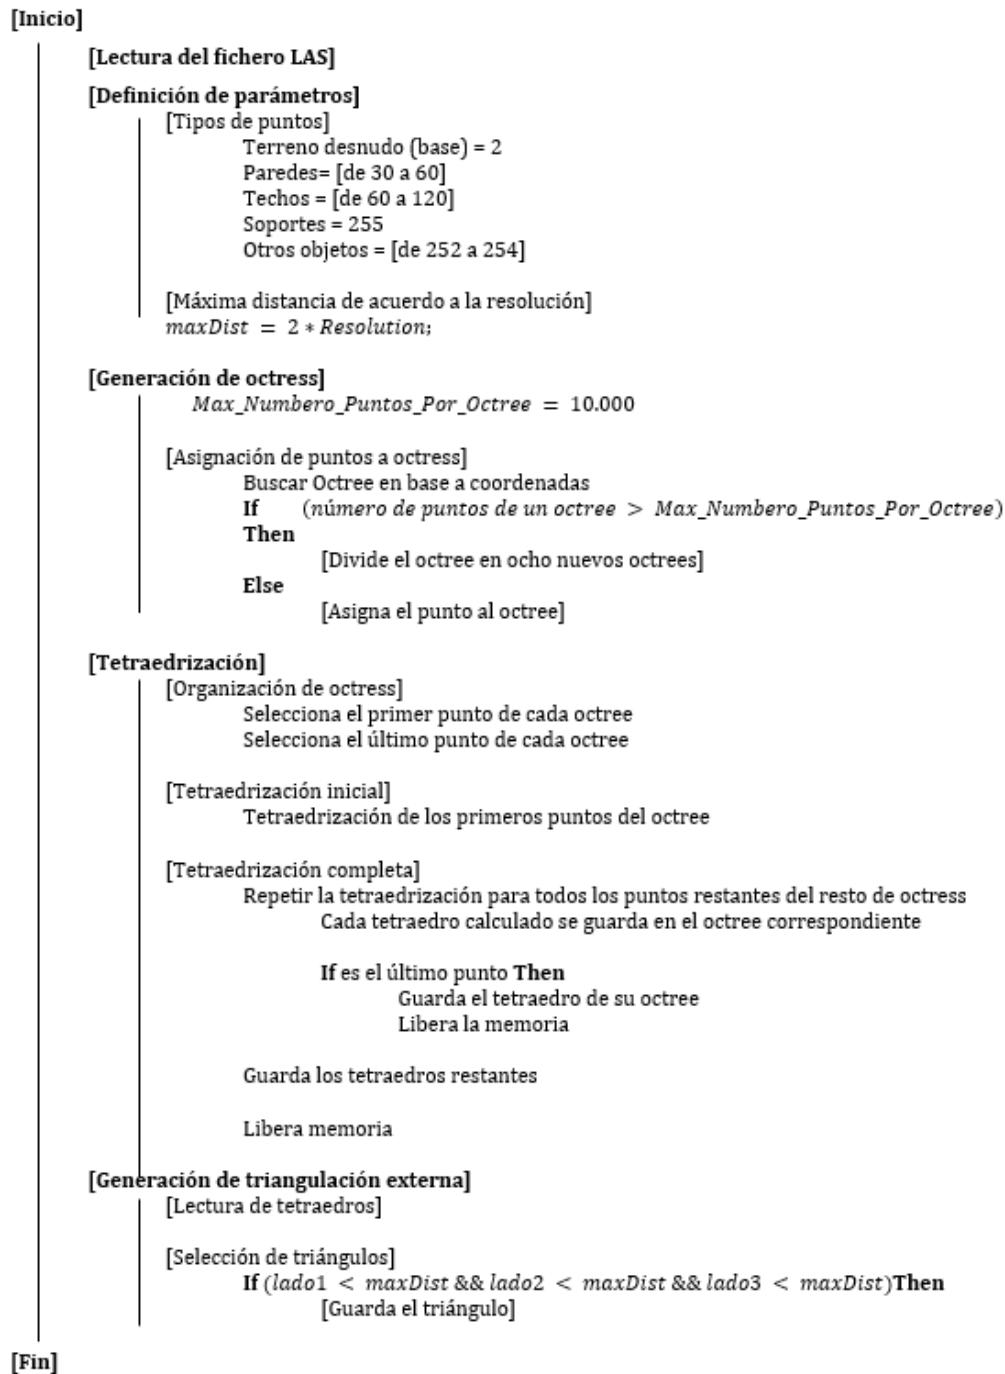 [Inicio]
[Lectura del fichero LAS]
[Definición de parámetros]
[Tipos de puntos]
Terreno desnudo (base) = 2
Paredes= [de 30 a 60]
Techos = [de 60 a 120]
Soportes = 255
Otros objetos = [de 252 a 254]
[Máxima distancia de acuerdo a la resolución]
maxDist = 2 * Resolution;
[Generación de octress]
Max_Numbero_Puntos_Por_Octree = 10.000
[Asignación de puntos a octress]
Buscar Octree en base a coordenadas
If (número de puntos de un octree > Max_Numbero_Puntos_Por_Octree)
Then
[Divide el octree en ocho nuevos octrees]
Else
[Asigna el punto al octree]
[Tetraedrización]
[Organización de octress]
Selecciona el primer punto de cada octree
Selecciona el último punto de cada octree
[Tetraedrización inicial]
Tetraedrización de los primeros puntos del octree
[Tetraedrización completa]
Repetir la tetraedrización para todos los puntos restantes del resto de octress
Cada tetraedro calculado se guarda en el octree correspondiente
If es el último punto Then
Guarda el tetraedro de su octree
Libera la memoria
Guarda los tetraedros restantes
Libera memoria
[Generación de triangulación externa]
[Lectura de tetraedros]
[Selección de triángulos]
If (lado1 < maxDist && lado2 < maxDist && lado3 < maxDist)Then
[Guarda el triángulo]
[Fin]